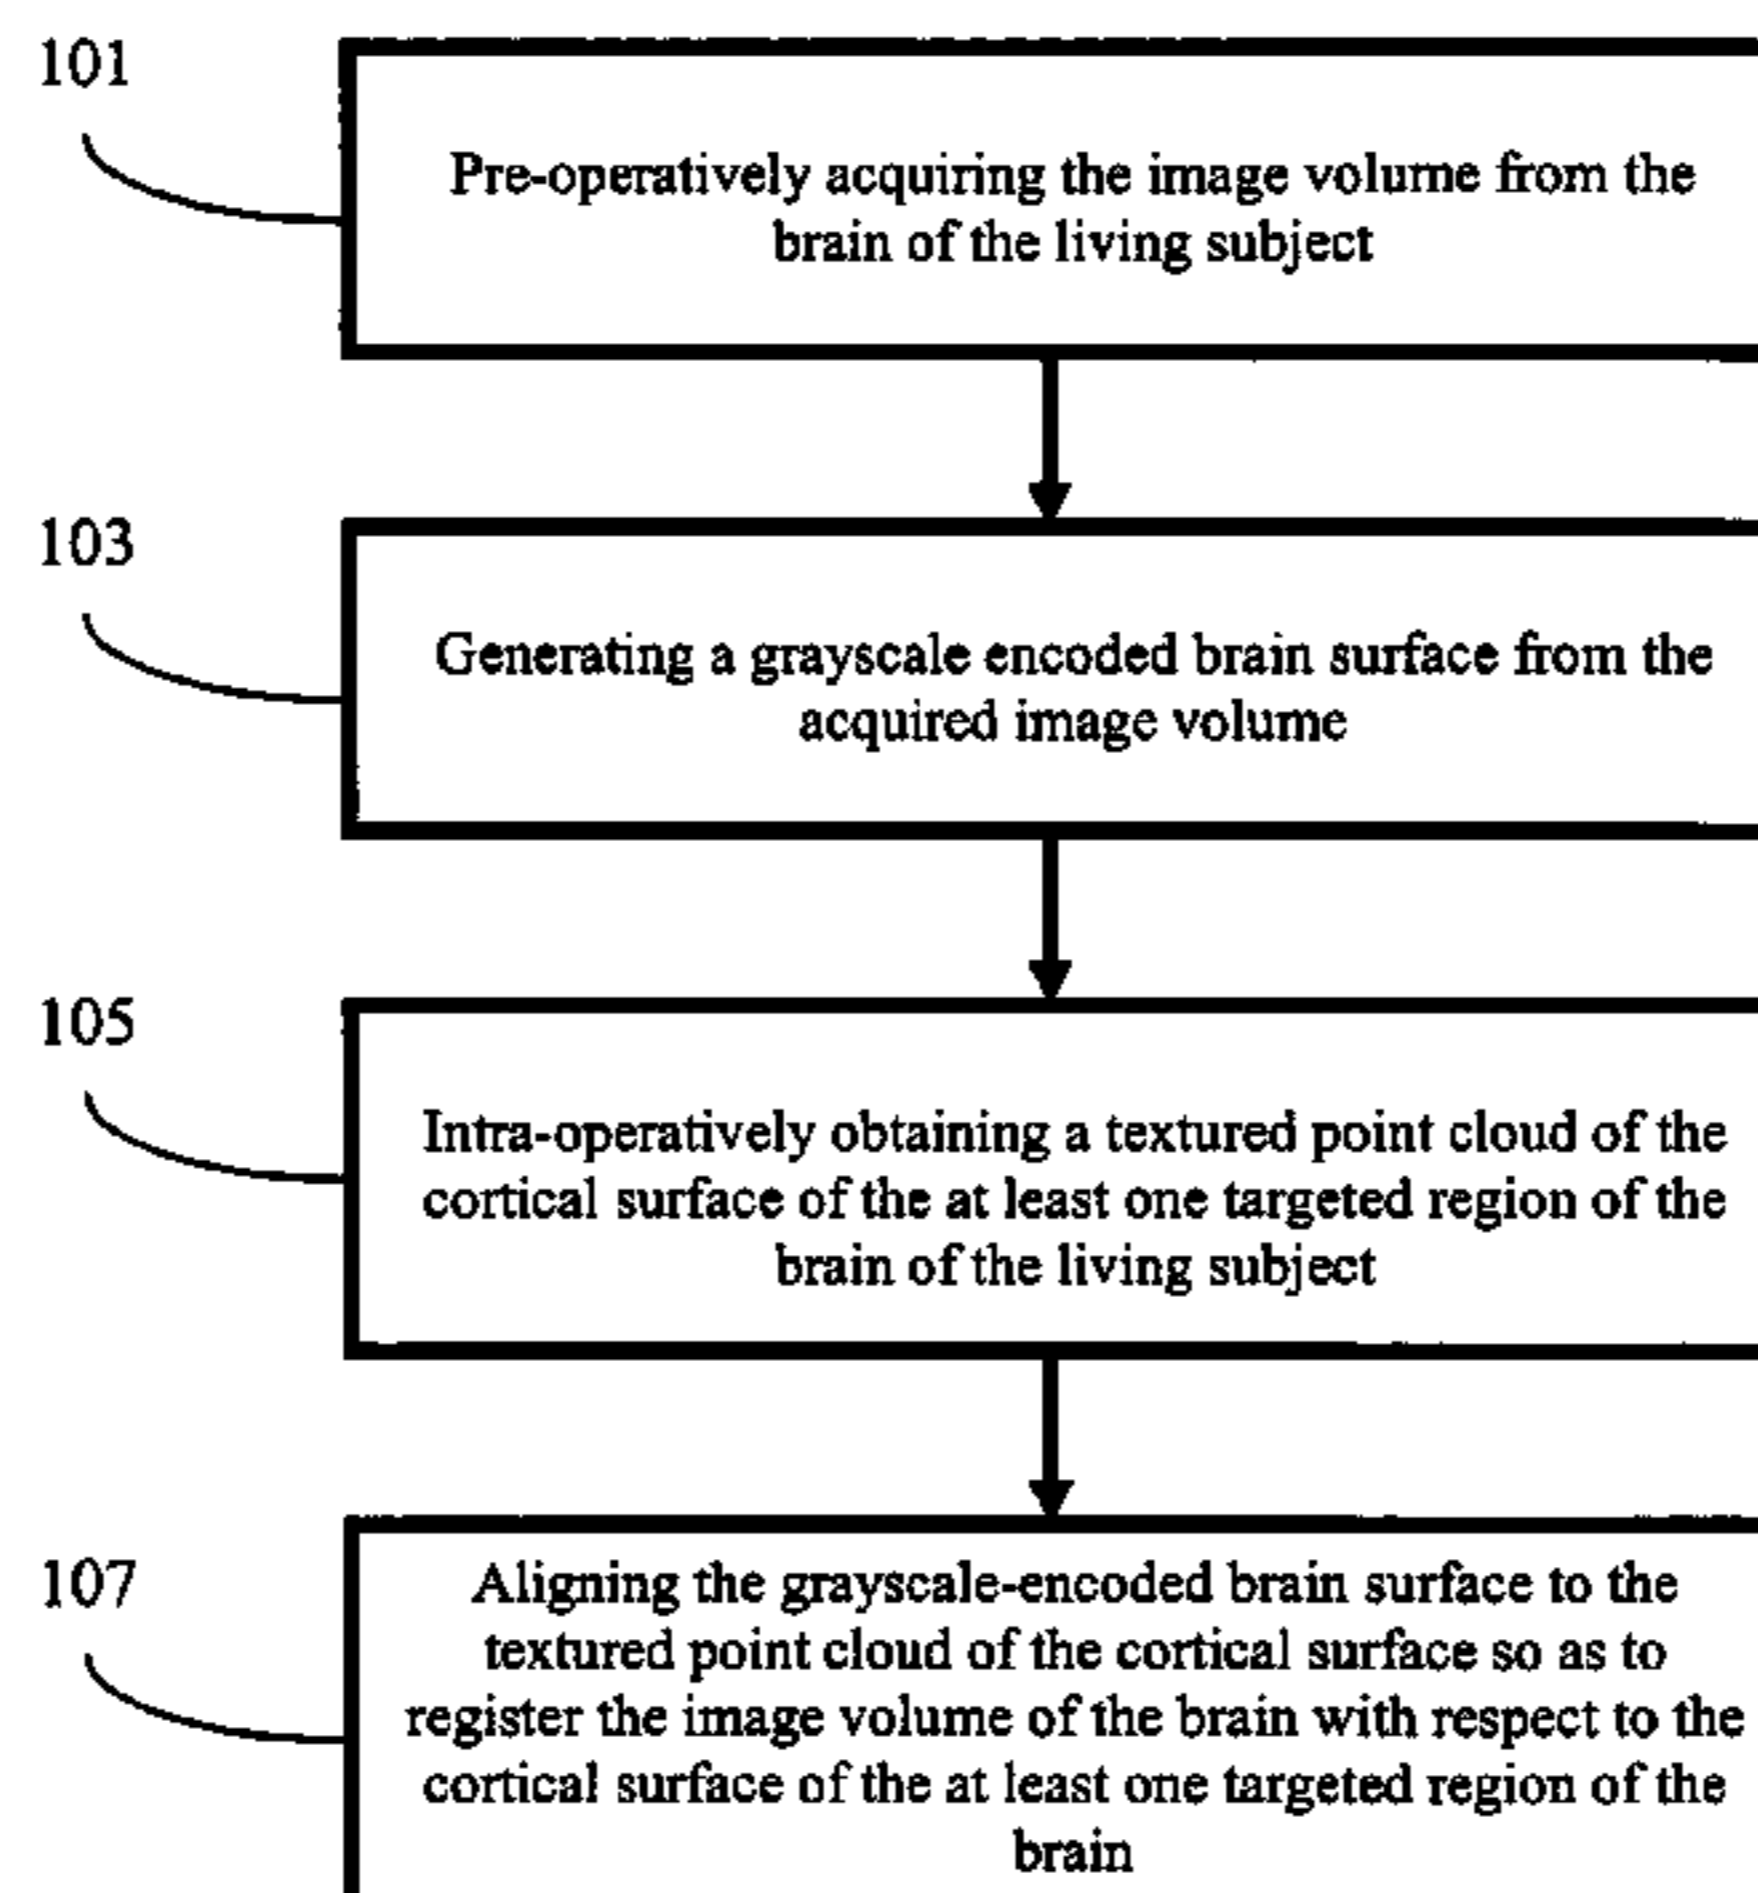 101
Pre-operatively acquiring the image volume from the
brain of the living subject
103
Generating a grayscale encoded brain surface from the
acquired image volume
105
Intra-operatively obtaining a textured point cloud of the
cortical surface of the at least one targeted region of the
brain of the living subject
107
Aligning the grayscale-encoded brain surface to the
textured point cloud of the cortical surface so as to
register the image volume of the brain with respect to the
cortical surface of the at least one targeted region of the
brain